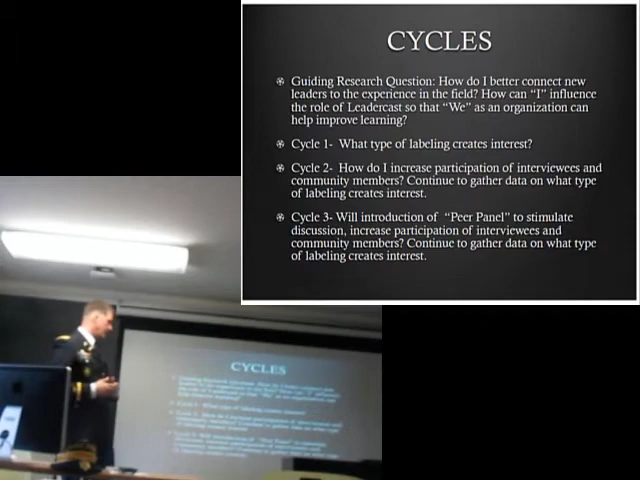 CYCLES
Guiding Research Question: How do I better connect new
leaders to the experience in the field? How can “I” influence
the role of Leadercast so that “We” as an organization can
help improve learning?
Cycle 1- What type of labeling creates interest?
Cycle 2- How do I increase participation of interviewees and
community members? Continue to gather data on what type
of labeling creates interest.
Cycle 3- Will introduction of “Peer Panel” to stimulate
discussion, increase participation of interviewees and
community members? Continue to gather data on what type
of labeling creates interest.
CYCLES